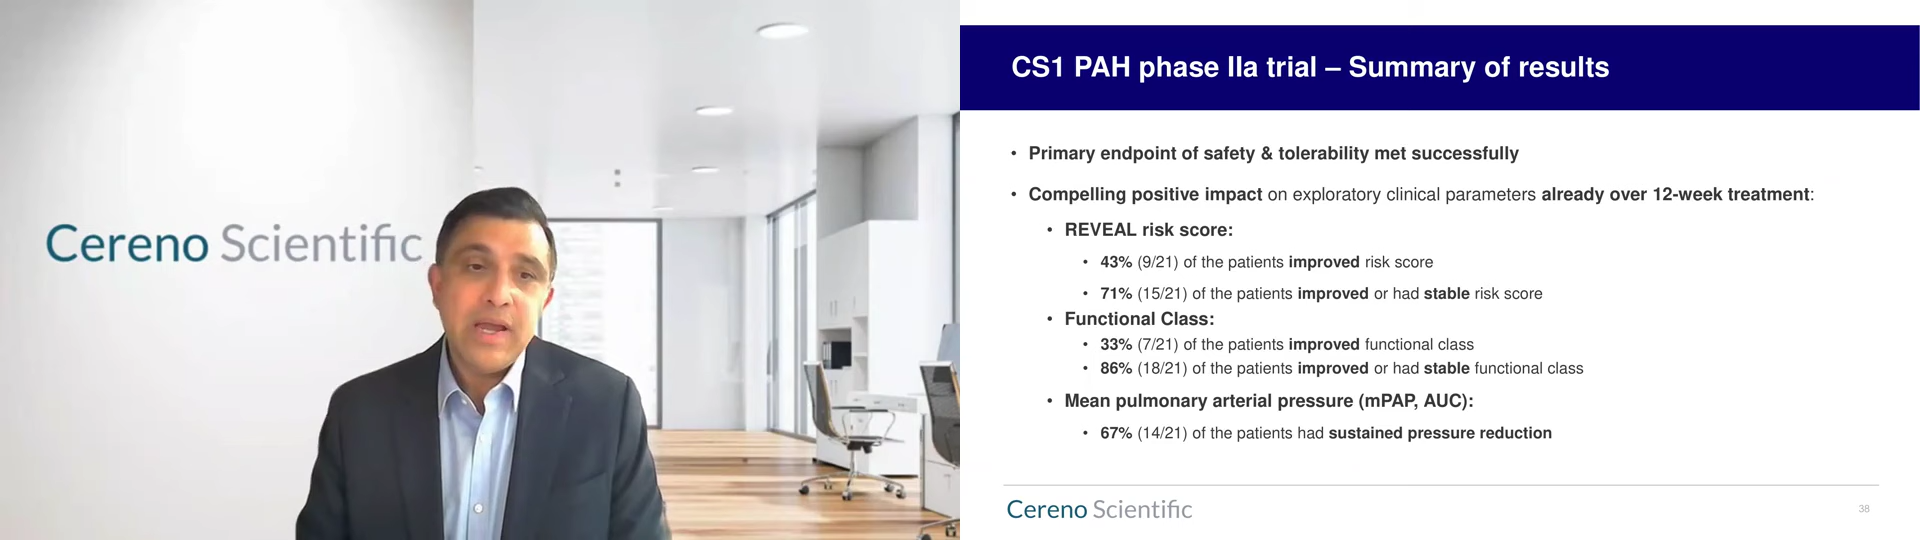 Cereno Scientific
CS1 PAH phase IIa trial – Summary of results
• Primary endpoint of safety & tolerability met successfully
• Compelling positive impact on exploratory clinical parameters already over 12-week treatment:
• REVEAL risk score:
• 43% (9/21) of the patients improved risk score
• 71% (15/21) of the patients improved or had stable risk score
• Functional Class:
• 33% (7/21) of the patients improved functional class
• 86% (18/21) of the patients improved or had stable functional class
• Mean pulmonary arterial pressure (mPAP, AUC):
• 67% (14/21) of the patients had sustained pressure reduction
Cereno Scientific
38